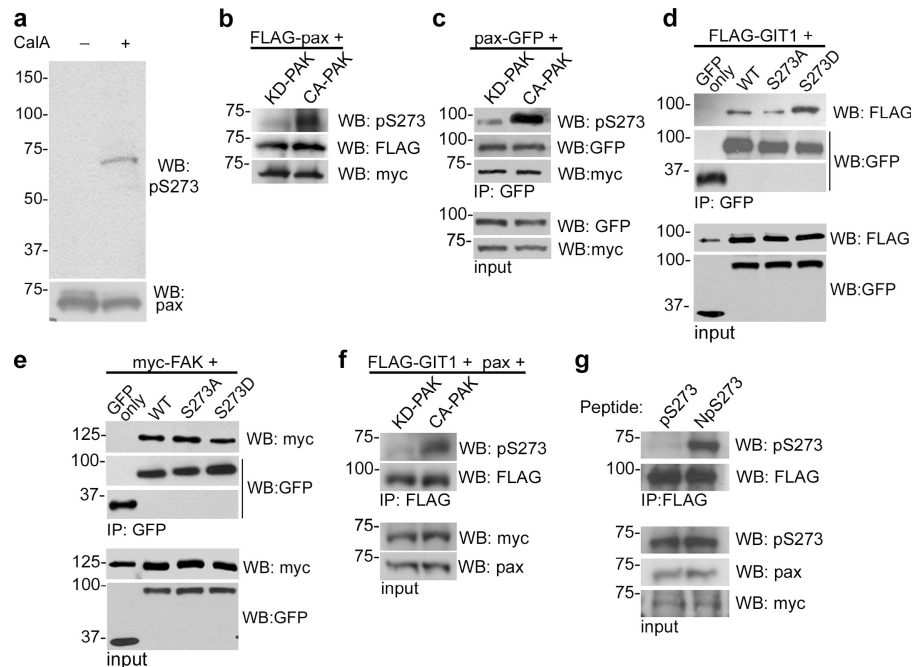 a
CalA – +
150-
100-
75-
50-
37-
WB:
pS273
75-
WB:
pax
b
FLAG-pax +
KD-PAK CA-PAK
75- WB: pS273
75- WB: FLAG
75- WB: myc
c
pax-GFP +
KD-PAK CA-PAK
100- WB: pS273
100- WB:GFP
75- WB:myc
IP: GFP
100- WB: GFP
75- WB:myc
input
d
FLAG-GIT1 +
GFP only WT S273A S273D
100- WB: FLAG
100-
WB:GFP
37-
IP: GFP
100- WB: FLAG
100-
WB:GFP
37-
input
e
myc-FAK +
GFP only WT S273A S273D
125- WB: myc
100-
WB:GFP
37-
IP: GFP
125- WB: myc
100-
WB:GFP
37-
input
f
FLAG-GIT1 + pax +
KD-PAK CA-PAK
75- WB: pS273
100- WB: FLAG
IP: FLAG
75- WB: myc
75- WB: pax
input
g
Peptide: pS273 NpS273
75- WB: pS273
100- WB: FLAG
IP:FLAG
75- WB: pS273
75- WB: pax
75- WB: myc
input